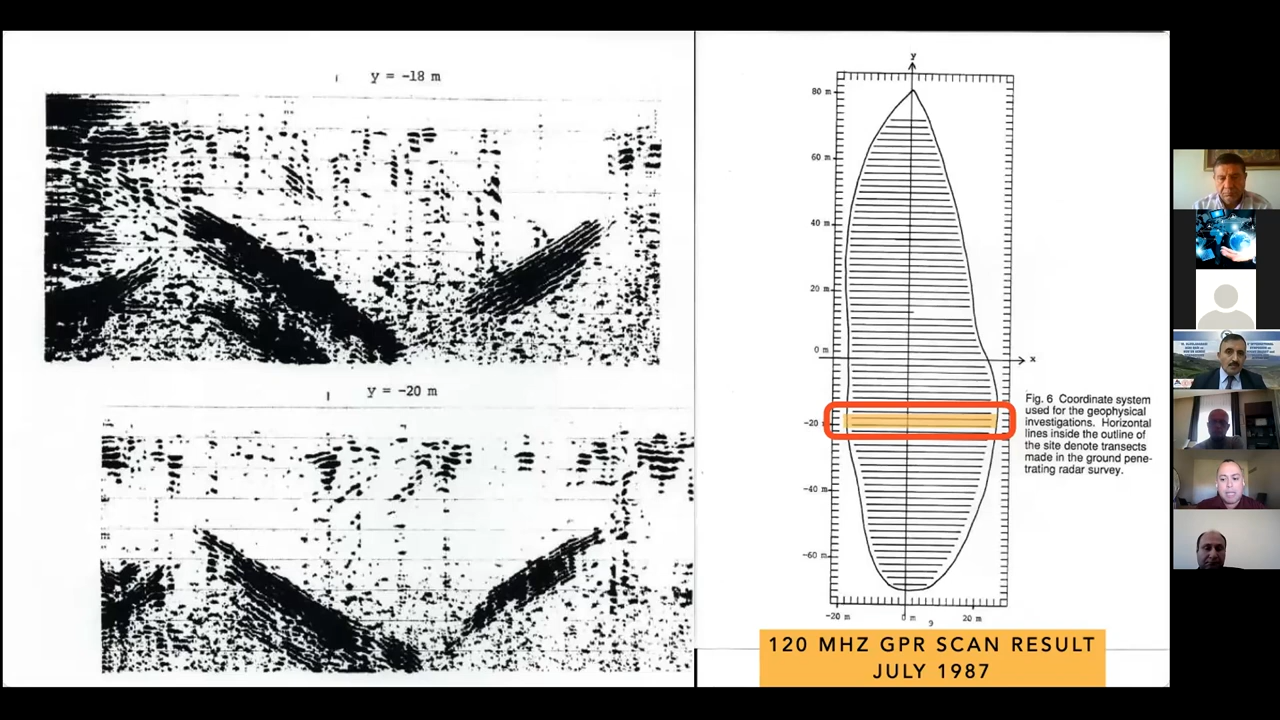 y = -18 m
y = -20 m
y
80 m
60 m
40 m
20 m
0 m
x
-20
-40 m
-60 m
-20 m
0 m
20 m
9
Fig. 6 Coordinate system
used for the geophysical
investigations. Horizontal
lines inside the outline of
the site denote transects
made in the ground pene-
trating radar survey.
120 MHZ GPR SCAN RESULT
JULY 1987